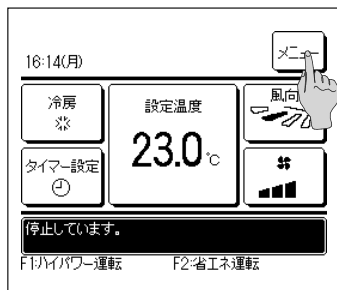 メニュー
16:14(月)
冷房
設定温度
風向
タイマー設定
23.0℃
停止しています。
F1:ハイパワー運転 F2:省エネ運転